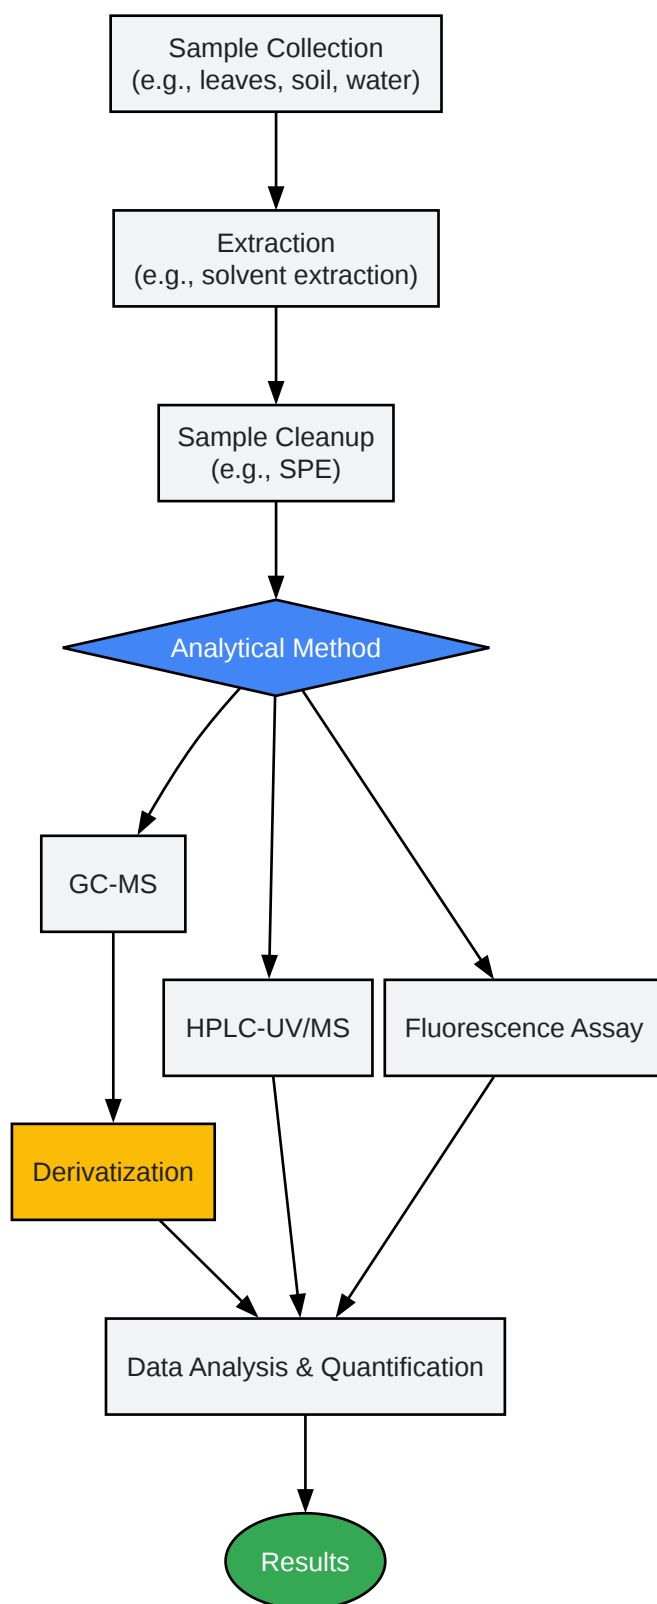 Sample Collection
(e.g., leaves, soil, water)
Extraction
(e.g., solvent extraction)
Sample Cleanup
(e.g., SPE)
Analytical Method
GC-MS
HPLC-UV/MS
Fluorescence Assay
Derivatization
Data Analysis & Quantification
Results